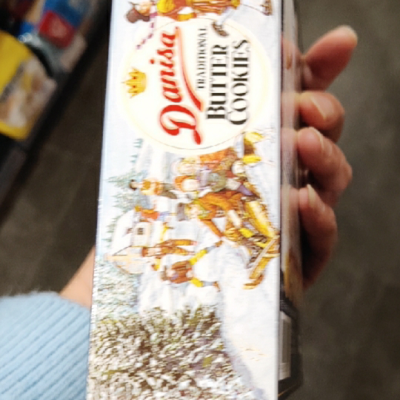 Danisa
TRADITIONAL
BUTTER
COOKIES